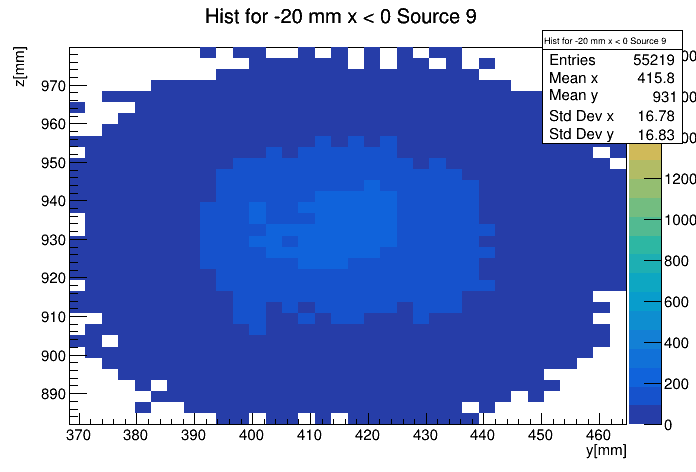 Hist for -20 mm x < 0 Source 9
Hist for -20 mm x < 0 Source 9
Entries 55219
Mean x 415.8
Mean y 931
Std Dev x 16.78
Std Dev y 16.83
z[mm]
970
960
950
940
930
920
910
900
890
370 380 390 400 410 420 430 440 450 460
y[mm]
1200
1000
800
600
400
200
0